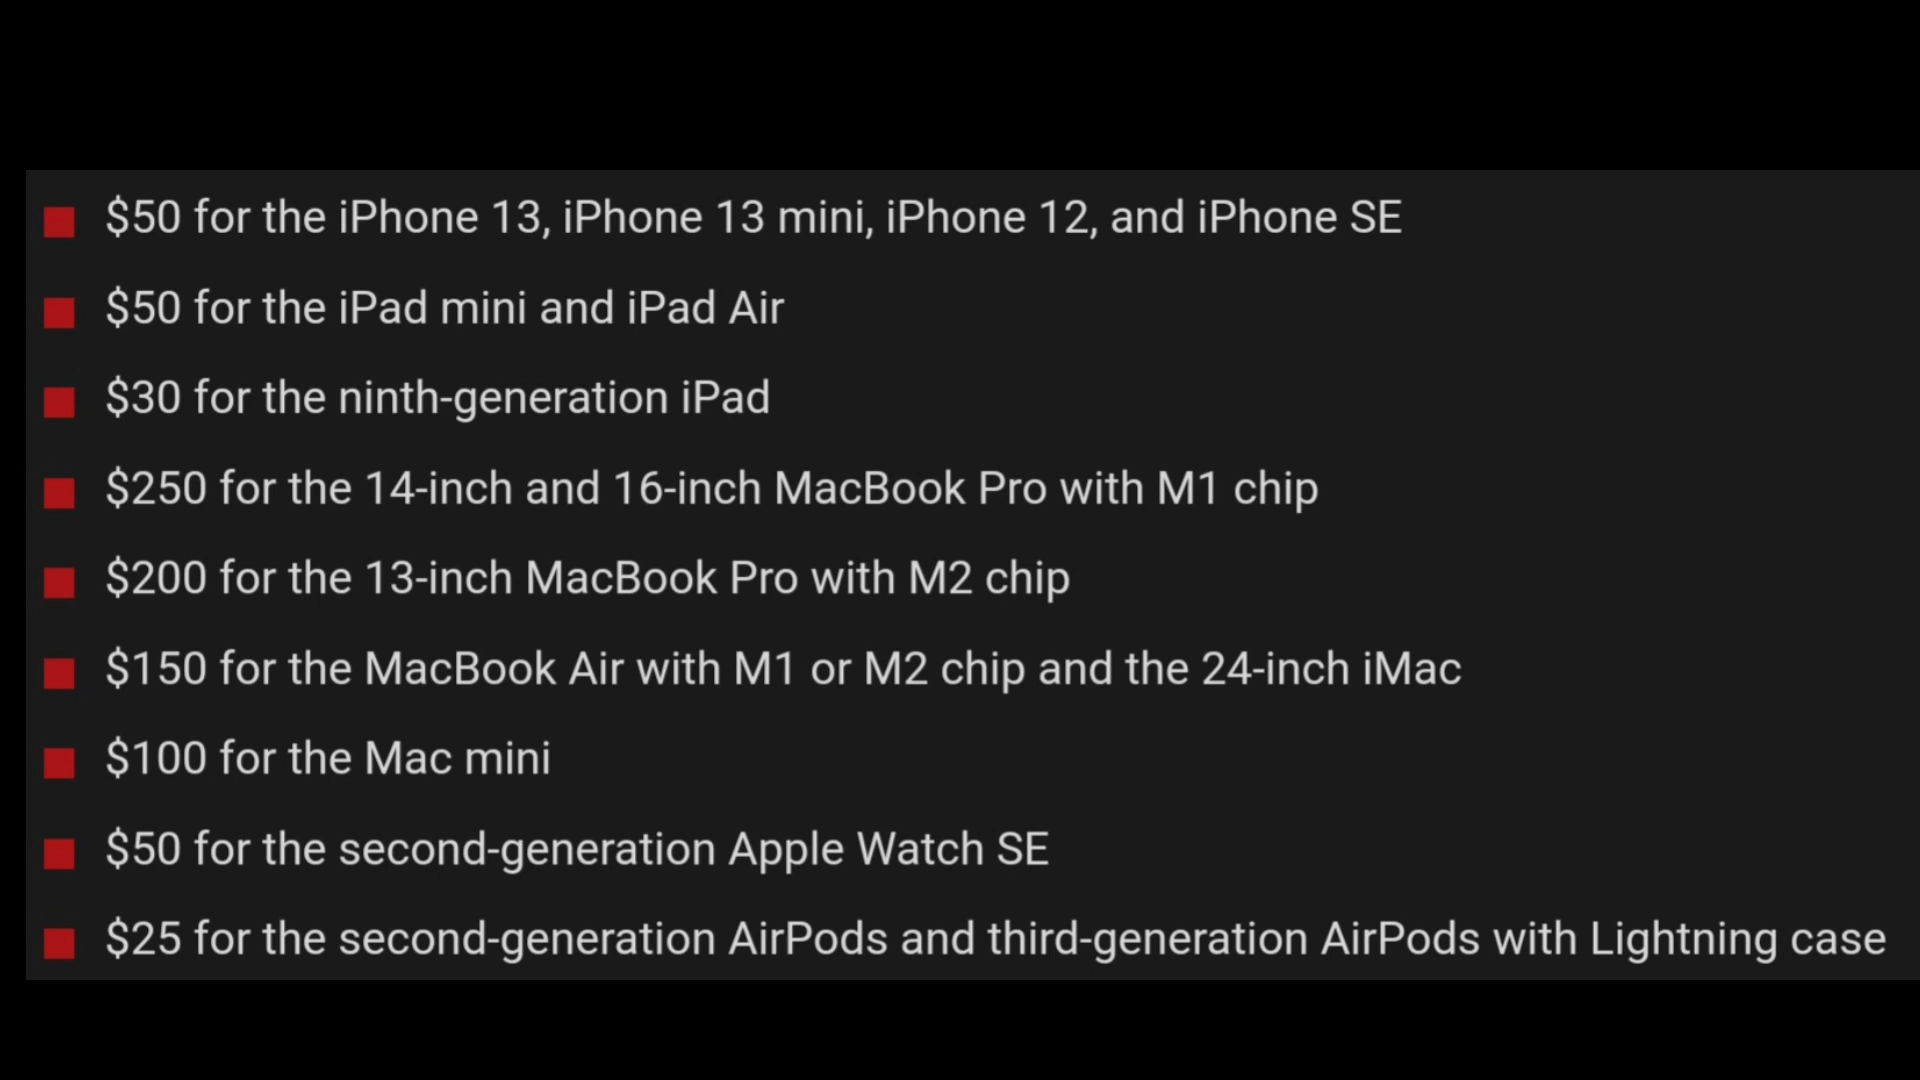 $50 for the iPhone 13, iPhone 13 mini, iPhone 12, and iPhone SE
$50 for the iPad mini and iPad Air
$30 for the ninth-generation iPad
$250 for the 14-inch and 16-inch MacBook Pro with M1 chip
$200 for the 13-inch MacBook Pro with M2 chip
$150 for the MacBook Air with M1 or M2 chip and the 24-inch iMac
$100 for the Mac mini
$50 for the second-generation Apple Watch SE
$25 for the second-generation AirPods and third-generation AirPods with Lightning case